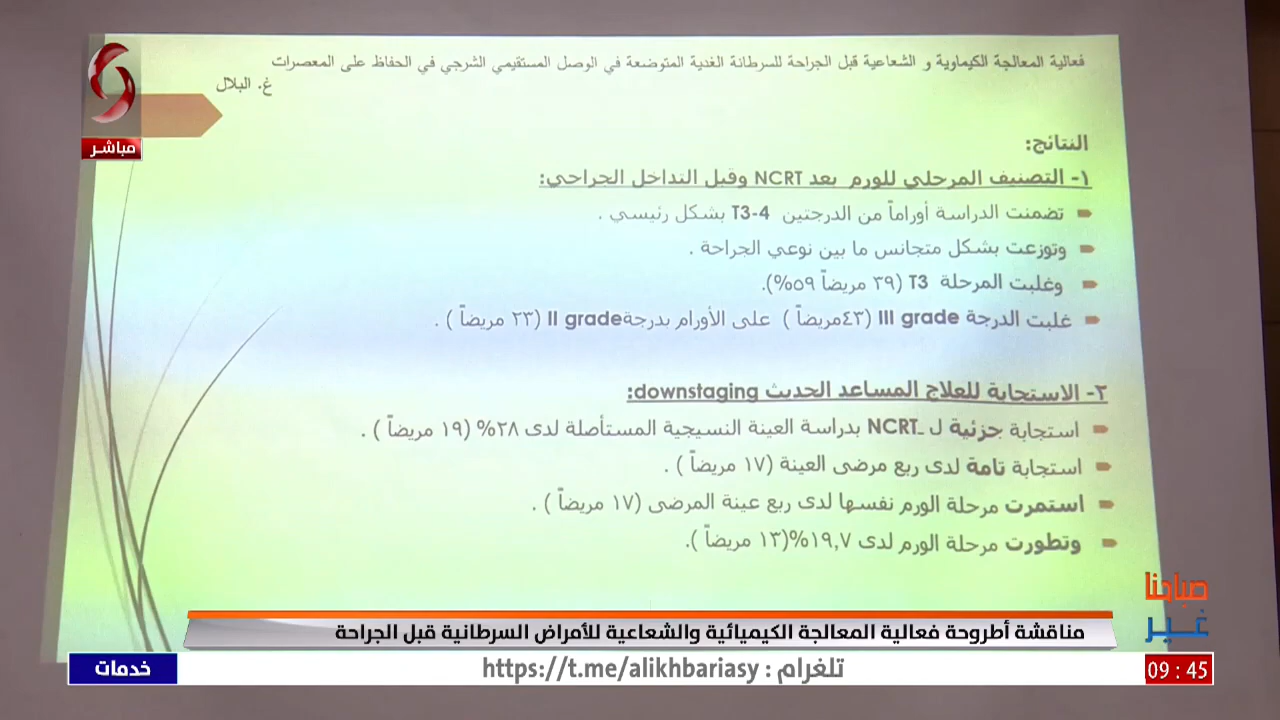 فعالية المعالجة الكيماوية و الشعاعية قبل الجراحة للسرطانة الغدية المتوضعة في الوصل المستقيمي الشرجي في الحفاظ على المعصرات
غ. البلال
مباشر
النتائج:
١- التصنيف المرحلي للورم بعد NCRT وقبل التداخل الجراحي:
تضمنت الدراسة أوراماً من الدرجتين T3-4 بشكل رئيسي .
وتوزعت بشكل متجانس ما بين نوعي الجراحة .
وغلبت المرحلة T3 (٣٩ مريضاً ٥٩%).
غلبت الدرجة III grade (٤٣مريضاً ) على الأورام بدرجةII grade (٢٣ مريضاً ) .
٢- الاستجابة للعلاج المساعد الحديث downstaging:
استجابة جزئية ل ـNCRT بدراسة العينة النسيجية المستأصلة لدى ٢٨% (١٩ مريضاً ) .
استجابة تامة لدى ربع مرضى العينة (١٧ مريضاً ) .
استمرت مرحلة الورم نفسها لدى ربع عينة المرضى (١٧ مريضاً ) .
وتطورت مرحلة الورم لدى ١٩,٧%(١٣ مريضاً ).
صباحنا
غير
مناقشة أطروحة فعالية المعالجة الكيميائية والشعاعية للأمراض السرطانية قبل الجراحة
خدمات
تلغرام : https://t.me/alikhbariasy
09 : 45